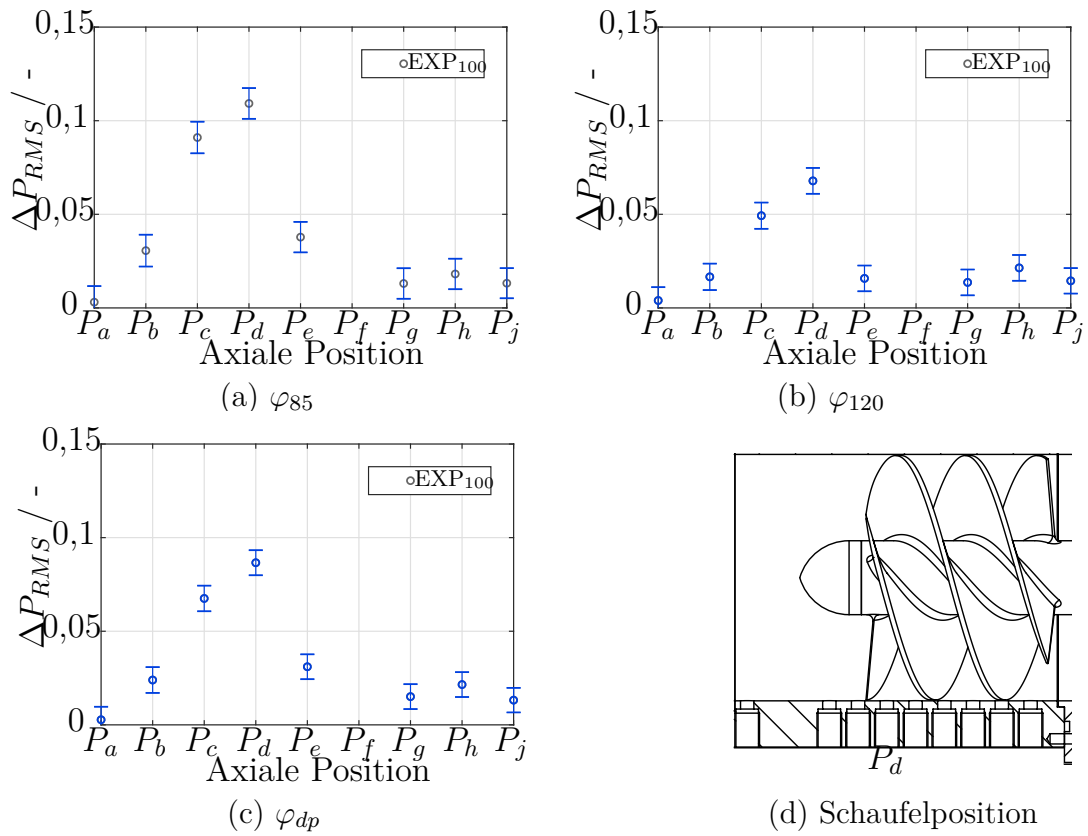 0,15
0,1
0,05
0
ΔP_RMS / -
EXP_100
P_a P_b P_c P_d P_e P_f P_g P_h P_j
Axiale Position
(a) φ_85
0,15
0,1
0,05
0
ΔP_RMS / -
EXP_100
P_a P_b P_c P_d P_e P_f P_g P_h P_j
Axiale Position
(b) φ_120
0,15
0,1
0,05
0
ΔP_RMS / -
EXP_100
P_a P_b P_c P_d P_e P_f P_g P_h P_j
Axiale Position
(c) φ_dp
P_d
(d) Schaufelposition